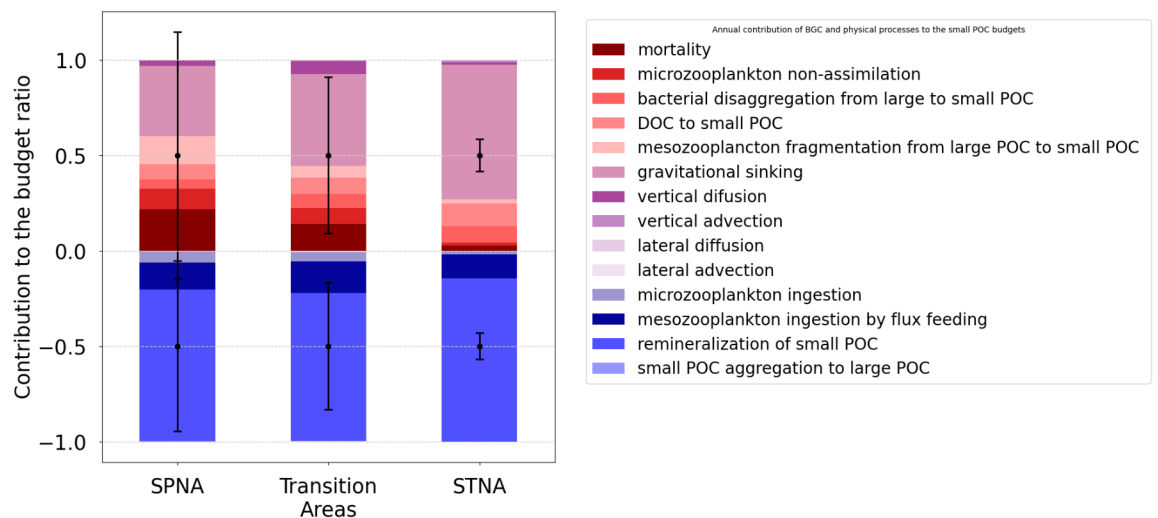 Contribution to the budget ratio
1.0
0.5
0.0
−0.5
−1.0
SPNA
Transition
Areas
STNA
Annual contribution of BGC and physical processes to the small POC budgets
mortality
microzooplankton non-assimilation
bacterial disaggregation from large to small POC
DOC to small POC
mesozooplancton fragmentation from large POC to small POC
gravitational sinking
vertical difusion
vertical advection
lateral diffusion
lateral advection
microzooplankton ingestion
mesozooplankton ingestion by flux feeding
remineralization of small POC
small POC aggregation to large POC